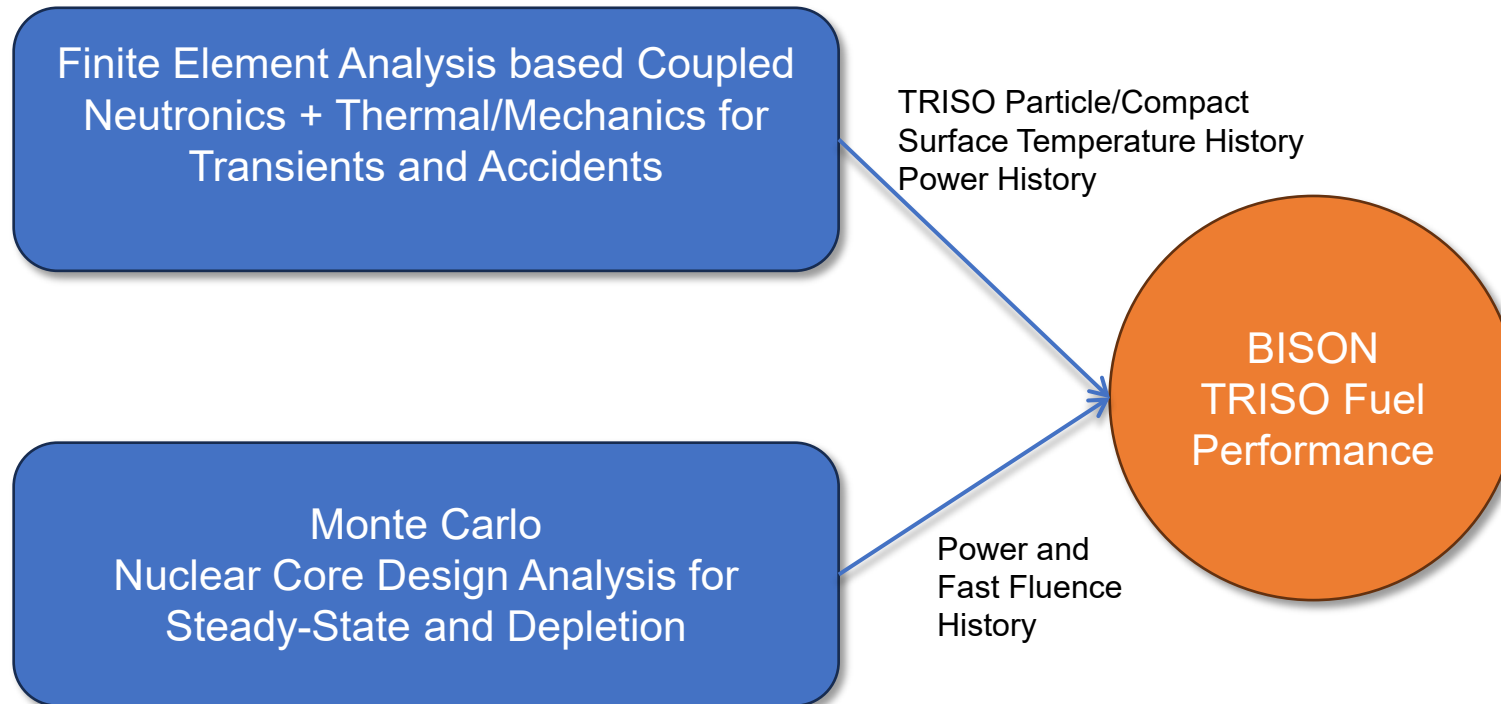 Finite Element Analysis based Coupled
Neutronics + Thermal/Mechanics for
Transients and Accidents
TRISO Particle/Compact
Surface Temperature History
Power History
BISON
TRISO Fuel
Performance
Monte Carlo
Nuclear Core Design Analysis for
Steady-State and Depletion
Power and
Fast Fluence
History